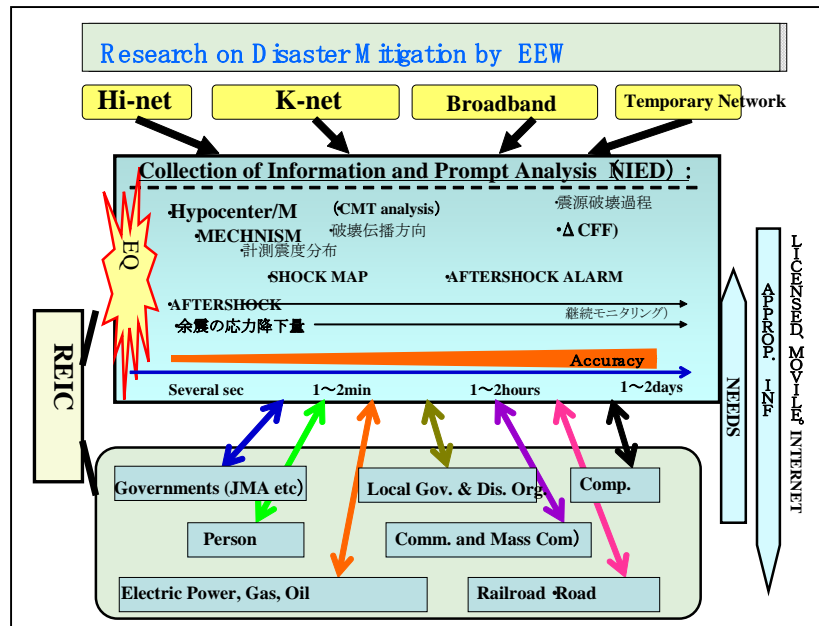 Research on Disaster Mitigation by EEW
Hi-net
K-net
Broadband
Temporary Network
Collection of Information and Prompt Analysis (NIED) :
EQ
・Hypocenter/M
(CMT analysis)
・震源破壊過程
・MECHNISM
・破壊伝播方向
・Δ CFF)
・計測震度分布
・SHOCK MAP
・AFTERSHOCK ALARM
・AFTERSHOCK
継続モニタリング)
・余震の応力降下量
Accuracy
Several sec
1～2min
1～2hours
1～2days
REIC
NEEDS
APPROP. INF
LICENSED, MOVILE, INTERNET
Governments (JMA etc)
Local Gov. & Dis. Org.
Comp.
Person
Comm. and Mass Com)
Electric Power, Gas, Oil
Railroad ・Road